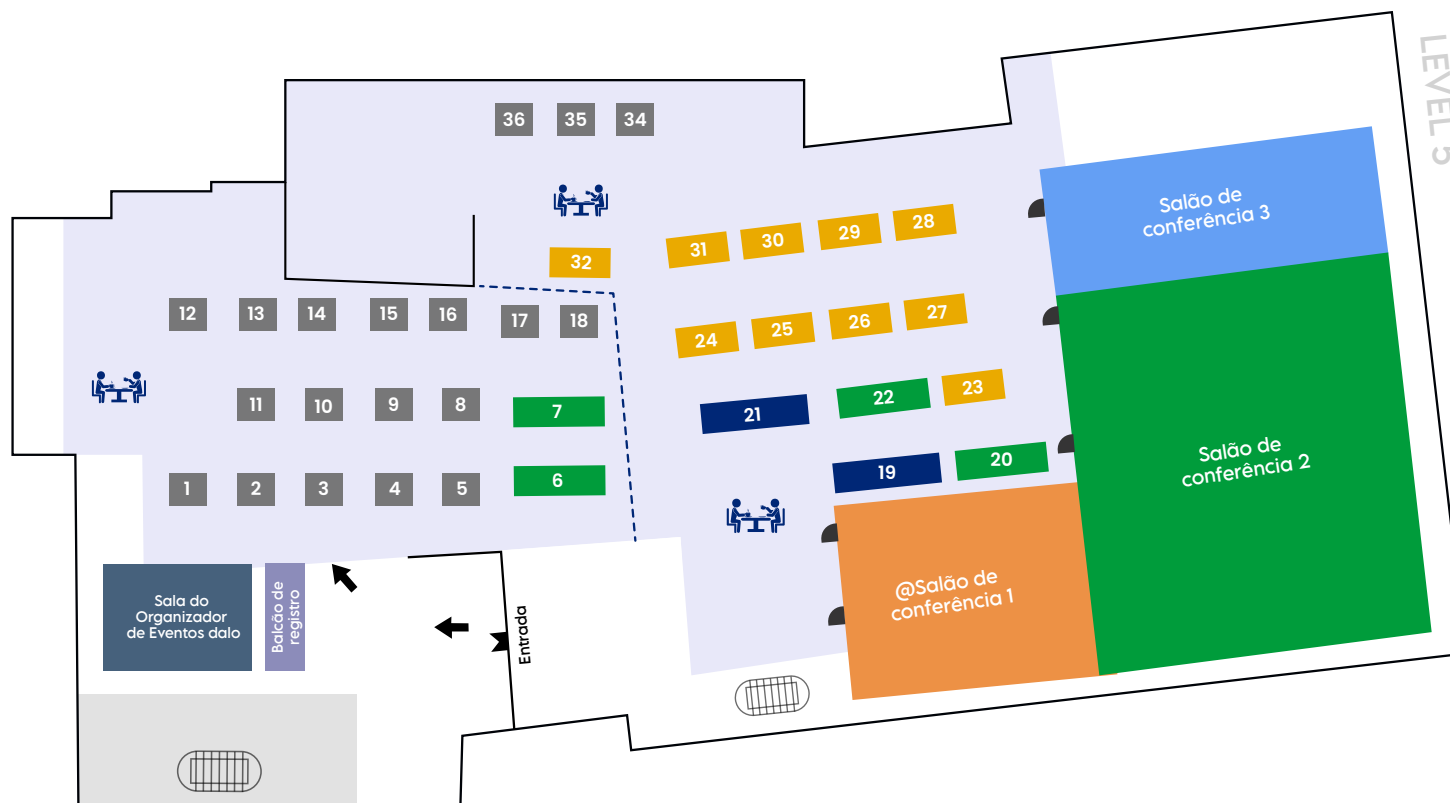 LEVEL 5
36 35 34
Salão de
conferência 3
31 30 29 28
32
12 13 14 15 16 17 18
24 25 26 27
11 10 9 8 7
21 22 23
Salão de
conferência 2
1 2 3 4 5 6
19 20
@Salão de
conferência 1
Sala do
Organizador
de Eventos dalo
Balcão de
registro
Entrada